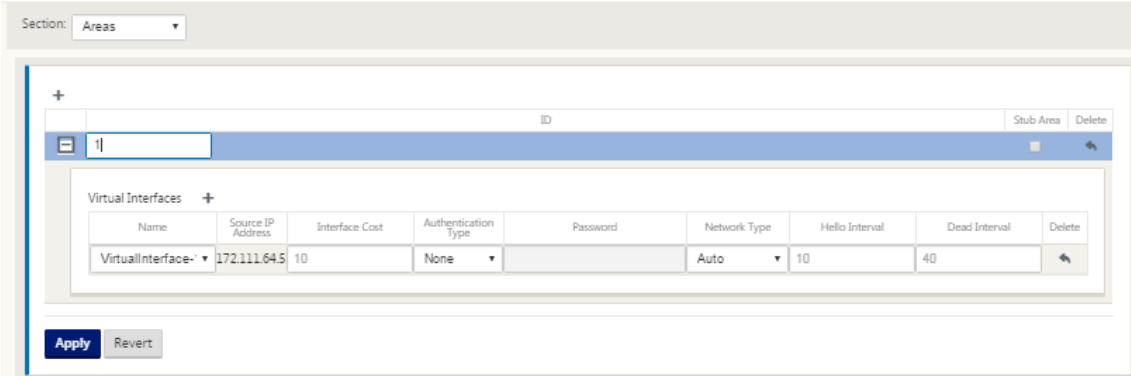 Section: Areas
+
ID Stub Area Delete
1
Virtual Interfaces +
Name Source IP Address Interface Cost Authentication Type Password Network Type Hello Interval Dead Interval Delete
VirtualInterface- 172.111.64.5 10 None Auto 10 40
Apply Revert